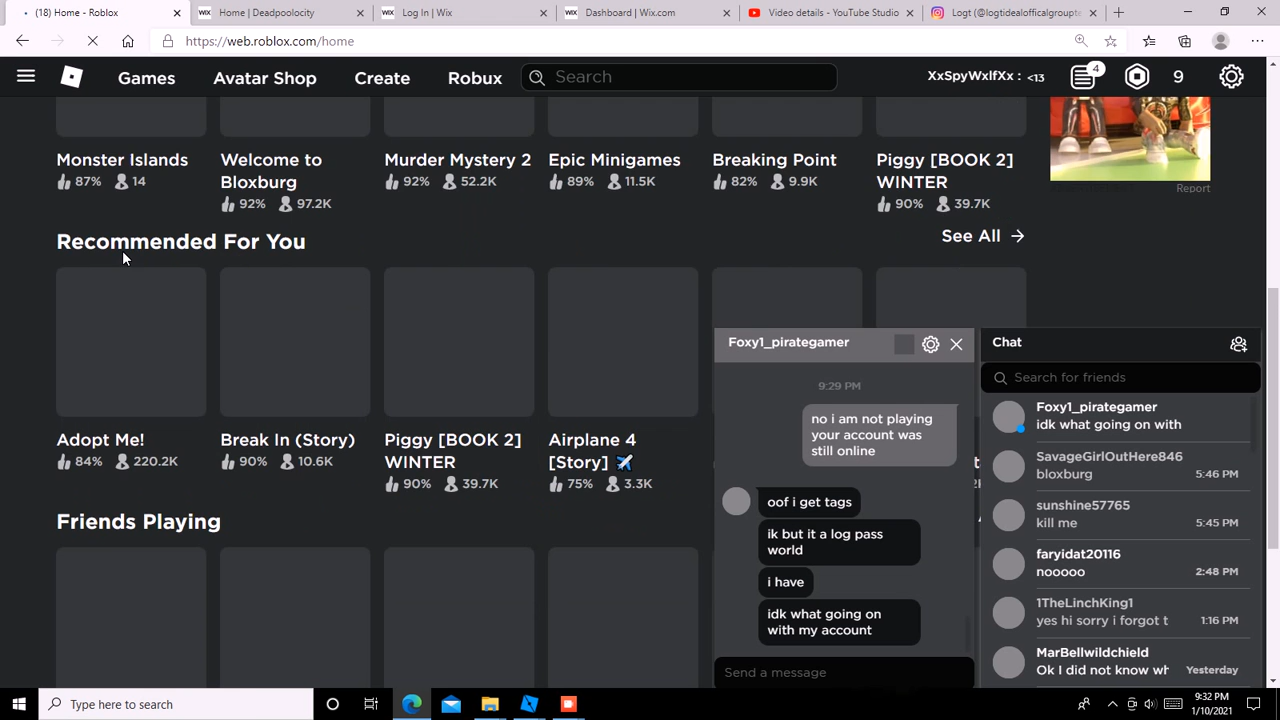 (18) Home - Roblox
WIX Home | Deadpoolocity
WIX Log In | Wix
WIX Dashboard | Wix.com
Video details - YouTube Studio
Logt (@logtidealofficalgroupte
https://web.roblox.com/home
Games Avatar Shop Create Robux Search XxSpyWxlfXx : <13 4 9
Monster Islands
87% 14
Welcome to
Bloxburg
92% 97.2K
Murder Mystery 2
92% 52.2K
Epic Minigames
89% 11.5K
Breaking Point
82% 9.9K
Piggy [BOOK 2]
WINTER
90% 39.7K
Report
Recommended For You
See All
Adopt Me!
84% 220.2K
Break In (Story)
90% 10.6K
Piggy [BOOK 2]
WINTER
90% 39.7K
Airplane 4
[Story] ✈️
75% 3.3K
Friends Playing
Foxy1_pirategamer
9:29 PM
no i am not playing
your account was
still online
oof i get tags
ik but it a log pass
world
i have
idk what going on
with my account
Send a message
Chat
Search for friends
Foxy1_pirategamer
idk what going on with
SavageGirlOutHere846
bloxburg 5:46 PM
sunshine57765
kill me 5:45 PM
faryidat20116
nooooo 2:48 PM
1TheLinchKing1
yes hi sorry i forgot t 1:16 PM
MarBellwildchield
Ok I did not know wh Yesterday
Type here to search
9:32 PM
1/10/2021